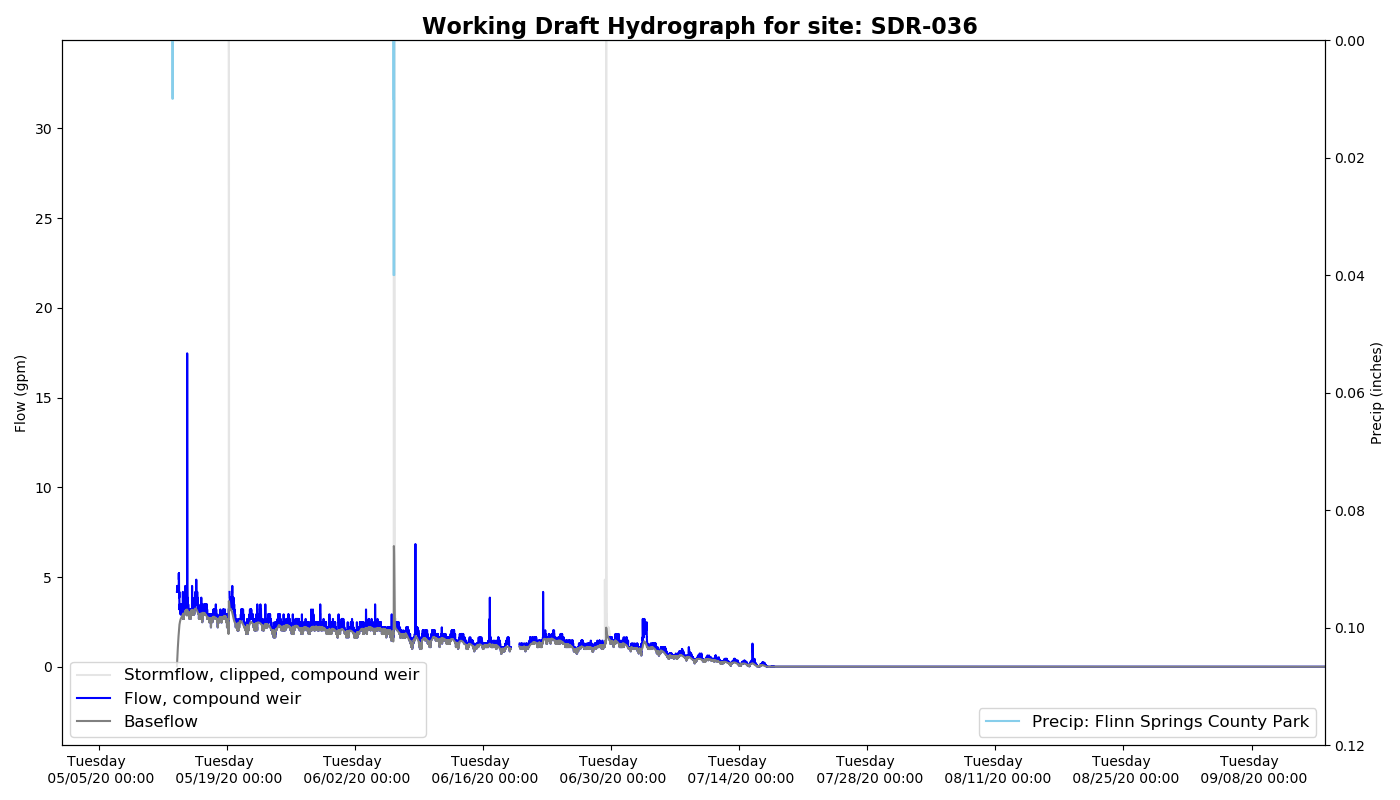 Working Draft Hydrograph for site: SDR-036
Flow (gpm)
30
25
20
15
10
5
0
0.00
0.02
0.04
0.06
0.08
0.10
0.12
Precip (inches)
Stormflow, clipped, compound weir
Flow, compound weir
Baseflow
Precip: Flinn Springs County Park
Tuesday
05/05/20 00:00
Tuesday
05/19/20 00:00
Tuesday
06/02/20 00:00
Tuesday
06/16/20 00:00
Tuesday
06/30/20 00:00
Tuesday
07/14/20 00:00
Tuesday
07/28/20 00:00
Tuesday
08/11/20 00:00
Tuesday
08/25/20 00:00
Tuesday
09/08/20 00:00